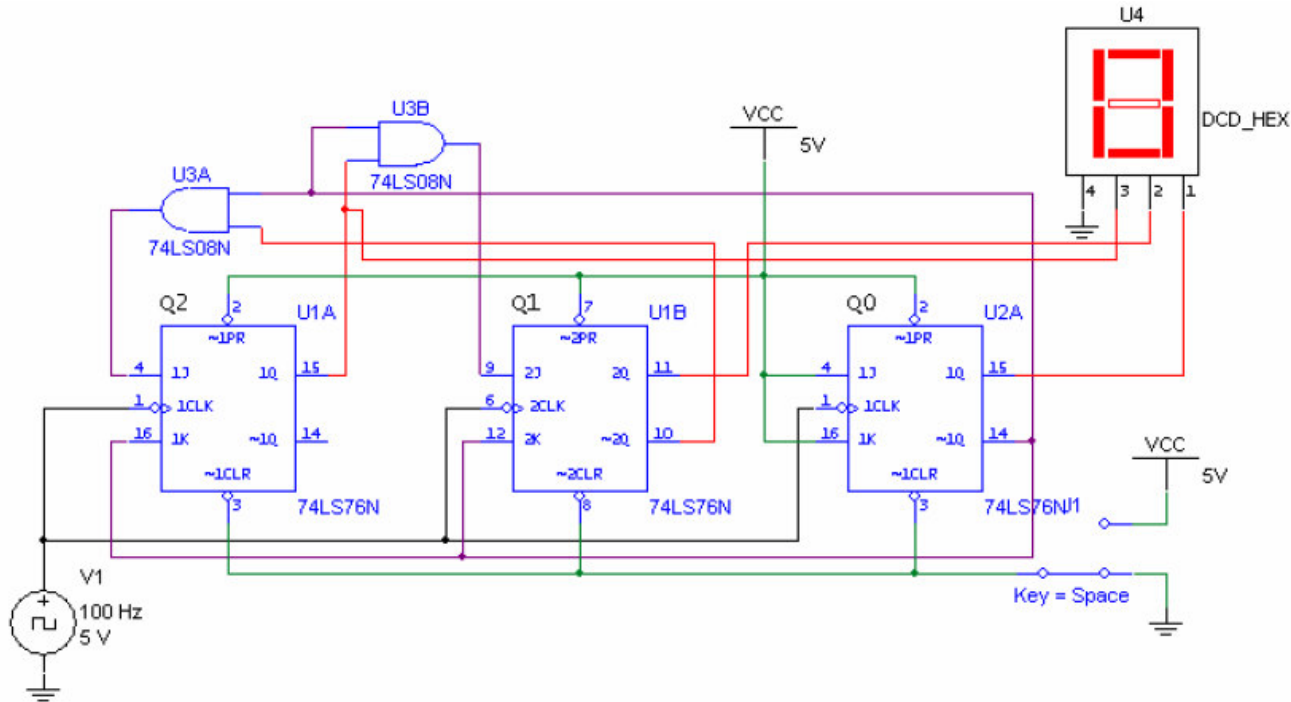 U4
DCD_HEX
4 3 2 1
U3B
74LS08N
U3A
74LS08N
VCC
5V
Q2
2
U1A
~1PR
4 1J 1Q 15
1 1CLK
16 1K ~1Q 14
~1CLR
3
74LS76N
Q1
7
U1B
~2PR
9 2J 2Q 11
6 2CLK
12 2K ~2Q 10
~2CLR
8
74LS76N
Q0
2
U2A
~1PR
4 1J 1Q 15
1 1CLK
16 1K ~1Q 14
~1CLR
3
74LS76N
J1
VCC
5V
Key = Space
V1
100 Hz
5 V